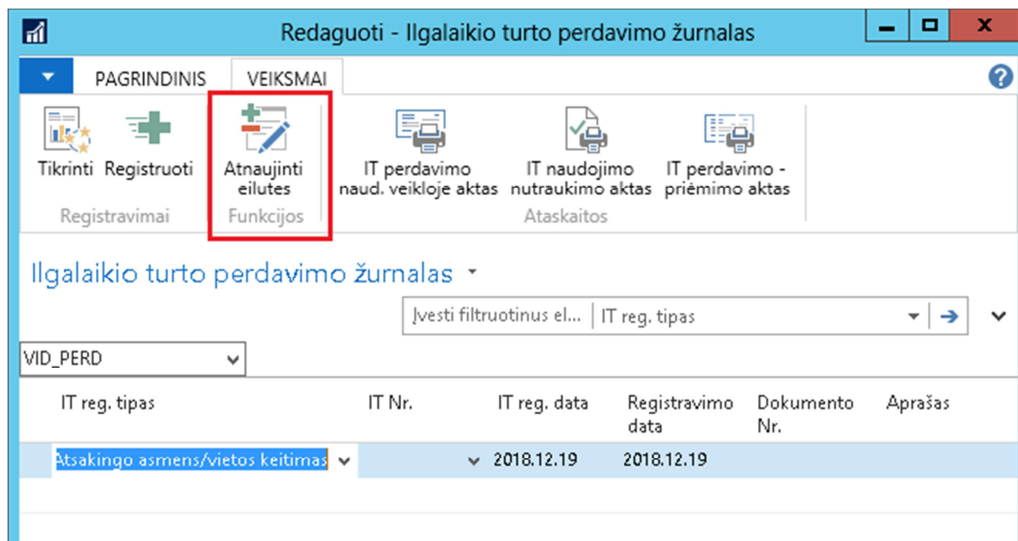 Redaguoti - Ilgalaikio turto perdavimo žurnalas
PAGRINDINIS VEIKSMAI
Tikrinti Registruoti
Registravimai
Atnaujinti
eilutes
Funkcijos
IT perdavimo
naud. veikloje aktas
IT naudojimo
nutraukimo aktas
IT perdavimo -
priėmimo aktas
Ataskaitos
Ilgalaikio turto perdavimo žurnalas
Įvesti filtruotinus el... IT reg. tipas
VID_PERD
IT reg. tipas IT Nr. IT reg. data Registravimo data Dokumento Nr. Aprašas
Atsakingo asmens/vietos keitimas 2018.12.19 2018.12.19